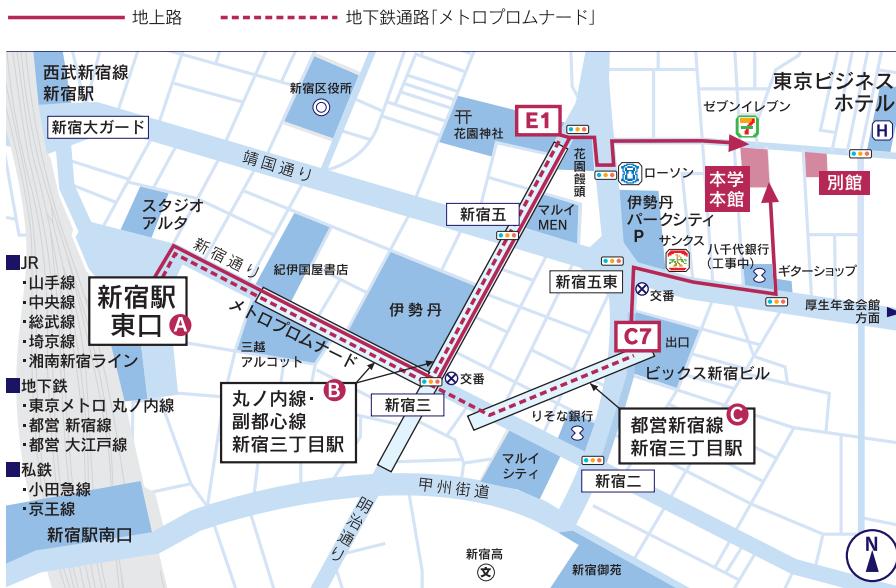 地上路
地下鉄通路「メトロプロムナード」
西武新宿線
新宿駅
新宿大ガード
新宿区役所
花園神社
E1
東京ビジネス
ホテル
H
セブンイレブン
7
靖国通り
花園饅頭
ローソン
本学
本館
別館
スタジオ
アルタ
新宿五
マルイ
MEN
伊勢丹
パークシティ
P
サンクス
八千代銀行
(工事中)
ギターショップ
新宿通り
紀伊国屋書店
新宿五東
交番
厚生年金会館
方面
JR
・山手線
・中央線
・総武線
・埼京線
・湘南新宿ライン
新宿駅
東口 A
伊勢丹
メトロプロムナード
三越
アルコット
C7
出口
ビックス新宿ビル
地下鉄
・東京メトロ 丸ノ内線
・都営 新宿線
・都営 大江戸線
B
丸ノ内線・
副都心線
新宿三丁目駅
交番
新宿三
りそな銀行
C
都営新宿線
新宿三丁目駅
私鉄
・小田急線
・京王線
マルイ
シティ
新宿二
甲州街道
明治通り
新宿駅南口
新宿高
文
新宿御苑
N